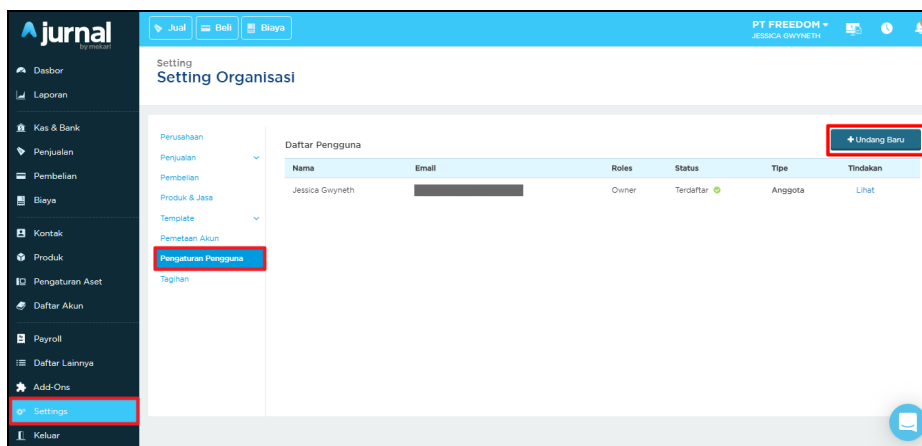 jurnal
by mekari
Jual
Beli
Biaya
PT FREEDOM
JESSICA GWYNETH
Setting
Setting Organisasi
Dasbor
Laporan
Kas & Bank
Penjualan
Pembelian
Biaya
Kontak
Produk
Pengaturan Aset
Daftar Akun
Payroll
Daftar Lainnya
Add-Ons
Settings
Keluar
Perusahaan
Penjualan
Pembelian
Produk & Jasa
Template
Pemetaan Akun
Pengaturan Pengguna
Tagihan
Daftar Pengguna
+ Undang Baru
Nama Email Roles Status Tipe Tindakan
Jessica Gwyneth Owner Terdaftar Anggota Lihat